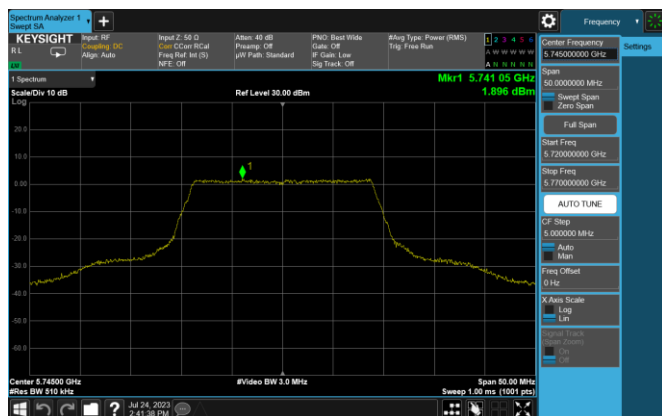 Spectrum Analyzer 1
Swept SA
+
Frequency
KEYSIGHT
RL
Input: RF
Coupling: DC
Align: Auto
Input Z: 50 Ω
Corr CCorr RCal
Freq Ref: Int (S)
NFE: Off
Atten: 40 dB
Preamp: Off
µW Path: Standard
PNO: Best Wide
Gate: Off
IF Gain: Low
Sig Track: Off
#Avg Type: Power (RMS)
Trig: Free Run
1 2 3 4 5 6
A W W W W W
A N N N N N
1 Spectrum
Scale/Div 10 dB
Log
Ref Level 30.00 dBm
Mkr1 5.741 05 GHz
1.896 dBm
20.0
10.0
0.00
-10.0
-20.0
-30.0
-40.0
-50.0
-60.0
1
Center 5.74500 GHz
#Res BW 510 kHz
#Video BW 3.0 MHz
Span 50.00 MHz
Sweep 1.00 ms (1001 pts)
Jul 24, 2023
2:41:38 PM
Center Frequency
5.745000000 GHz
Settings
Span
50.0000000 MHz
Swept Span
Zero Span
Full Span
Start Freq
5.720000000 GHz
Stop Freq
5.770000000 GHz
AUTO TUNE
CF Step
5.000000 MHz
Auto
Man
Freq Offset
0 Hz
X Axis Scale
Log
Lin
Signal Track
(Span Zoom)
On
Off